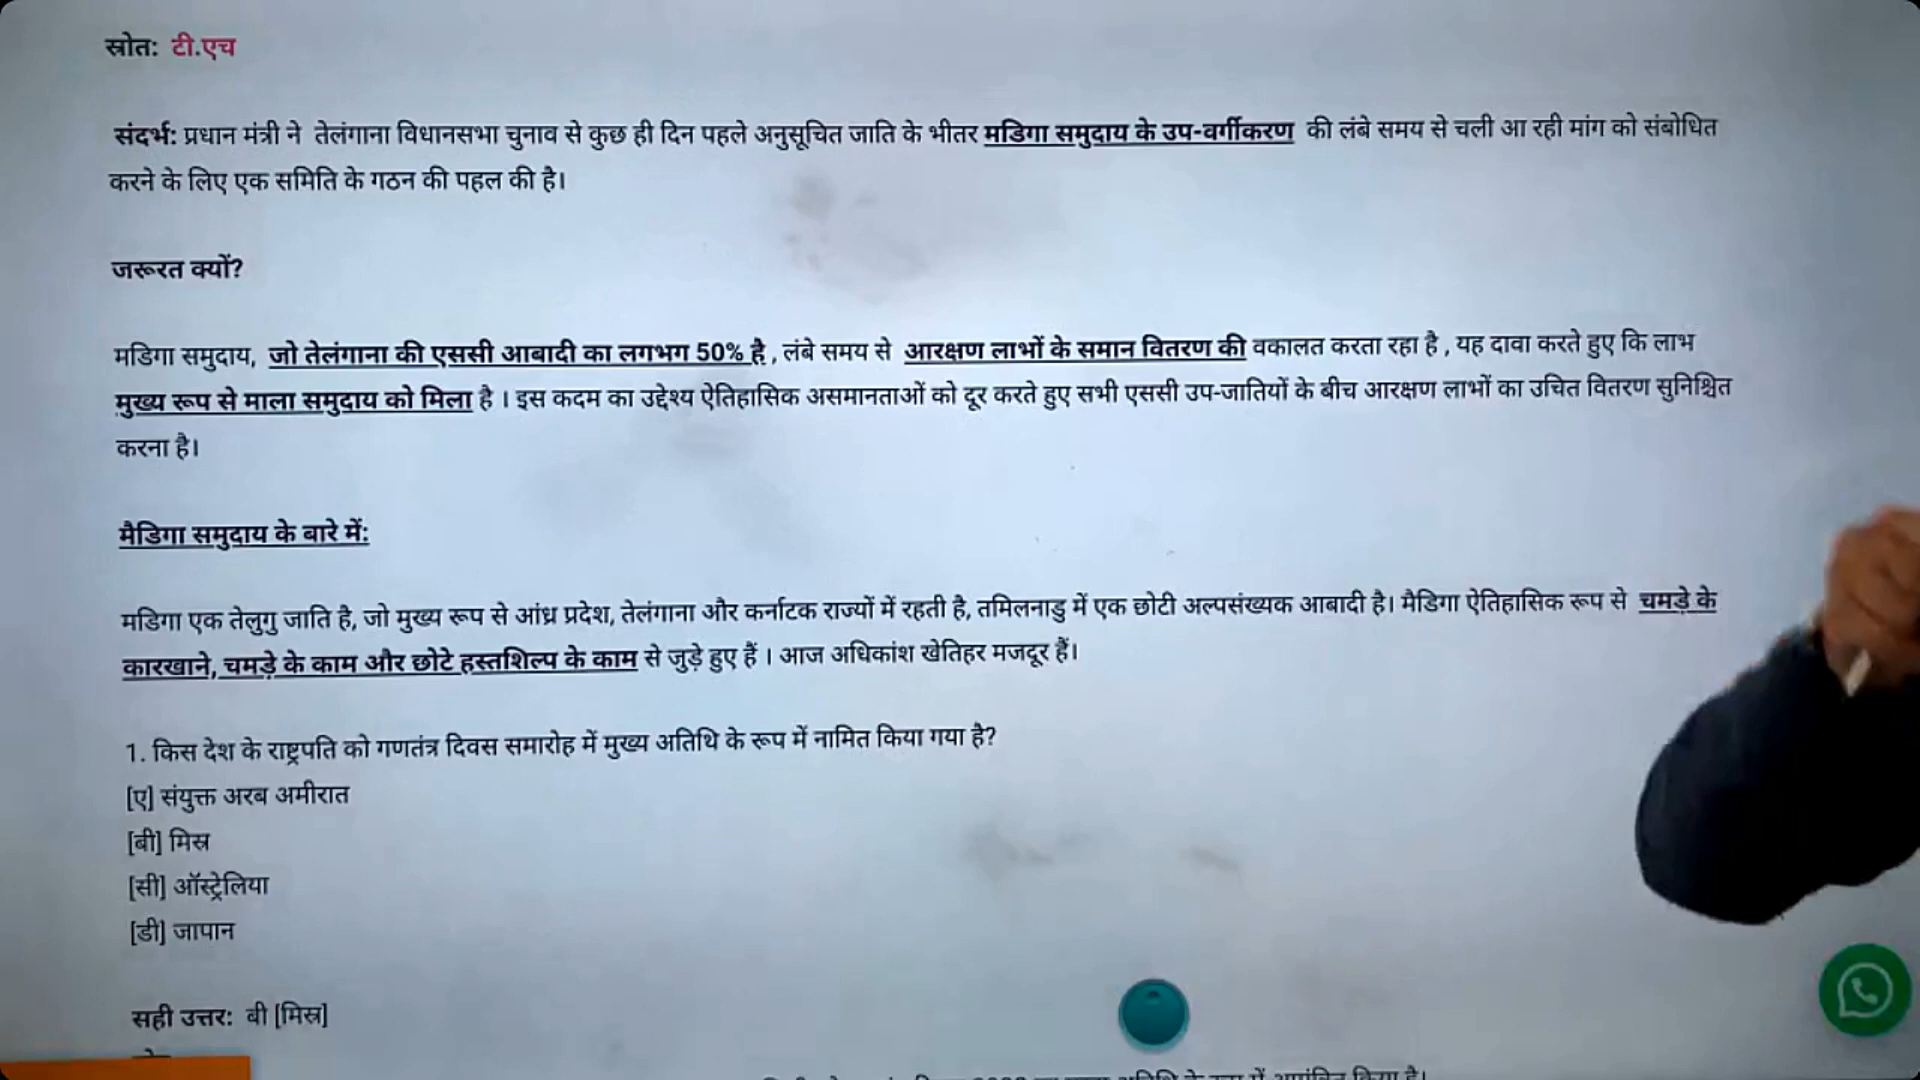 स्रोत: टी.एच
संदर्भ: प्रधान मंत्री ने तेलंगाना विधानसभा चुनाव से कुछ ही दिन पहले अनुसूचित जाति के भीतर मडिगा समुदाय के उप-वर्गीकरण की लंबे समय से चली आ रही मांग को संबोधित
करने के लिए एक समिति के गठन की पहल की है।
जरूरत क्यों?
मडिगा समुदाय, जो तेलंगाना की एससी आबादी का लगभग 50% है , लंबे समय से आरक्षण लाभों के समान वितरण की वकालत करता रहा है , यह दावा करते हुए कि लाभ
मुख्य रूप से माला समुदाय को मिला है । इस कदम का उद्देश्य ऐतिहासिक असमानताओं को दूर करते हुए सभी एससी उप-जातियों के बीच आरक्षण लाभों का उचित वितरण सुनिश्चित
करना है।
मैडिगा समुदाय के बारे में:
मडिगा एक तेलुगु जाति है, जो मुख्य रूप से आंध्र प्रदेश, तेलंगाना और कर्नाटक राज्यों में रहती है, तमिलनाडु में एक छोटी अल्पसंख्यक आबादी है। मैडिगा ऐतिहासिक रूप से चमड़े के
कारखाने, चमड़े के काम और छोटे हस्तशिल्प के काम से जुड़े हुए हैं । आज अधिकांश खेतिहर मजदूर हैं।
1. किस देश के राष्ट्रपति को गणतंत्र दिवस समारोह में मुख्य अतिथि के रूप में नामित किया गया है?
[ए] संयुक्त अरब अमीरात
[बी] मिस्र
[सी] ऑस्ट्रेलिया
[डी] जापान
सही उत्तर: बी [मिस्र]